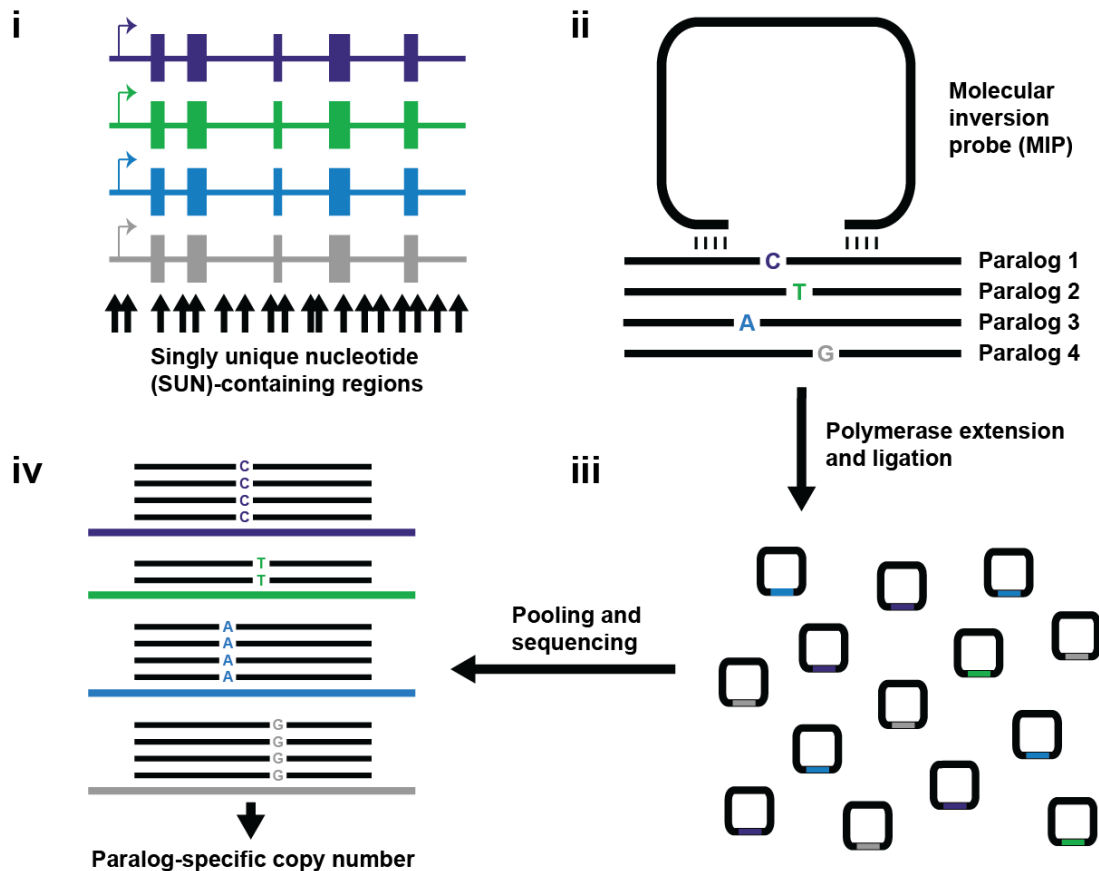 i
Singly unique nucleotide
(SUN)-containing regions
ii
Molecular
inversion
probe (MIP)
C
Paralog 1
T
Paralog 2
A
Paralog 3
G
Paralog 4
Polymerase extension
and ligation
iii
Pooling and
sequencing
iv
C
C
C
C
T
T
A
A
A
A
G
G
G
G
Paralog-specific copy number